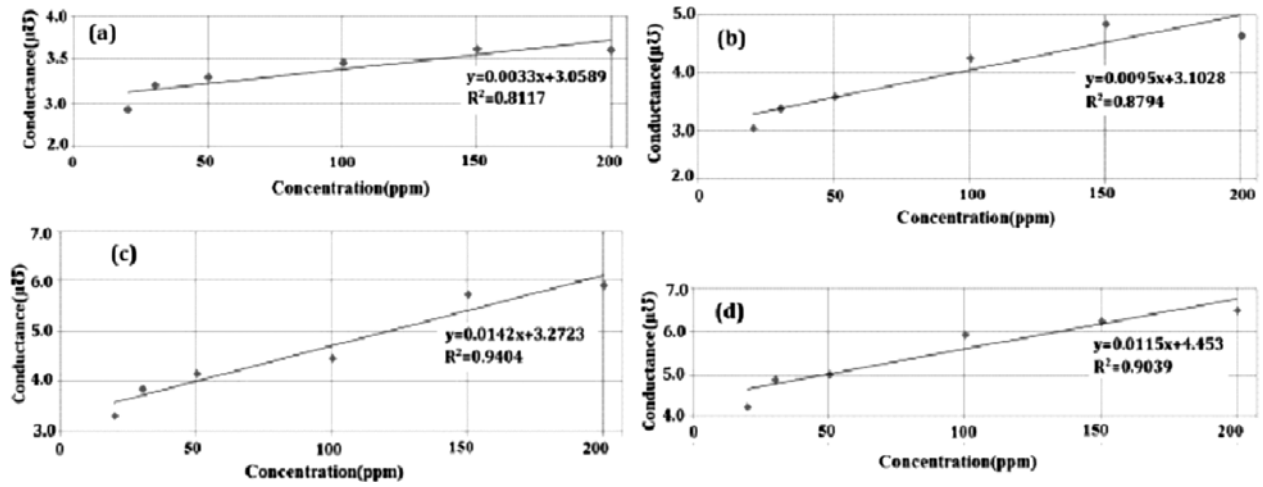 (a)
Conductance(μ℧)
4.0
3.5
3.0
2.0
y=0.0033x+3.0589
R²=0.8117
0 50 100 150 200
Concentration(ppm)
(b)
Conductance(μ℧)
5.0
4.0
3.0
2.0
y=0.0095x+3.1028
R²=0.8794
0 50 100 150 200
Concentration(ppm)
(c)
Conductance(μ℧)
7.0
6.0
5.0
4.0
3.0
y=0.0142x+3.2723
R²=0.9404
0 50 100 150 200
Concentration(ppm)
(d)
Conductance(μ℧)
7.0
6.0
5.0
4.0
y=0.0115x+4.453
R²=0.9039
0 50 100 150 200
Concentration(ppm)